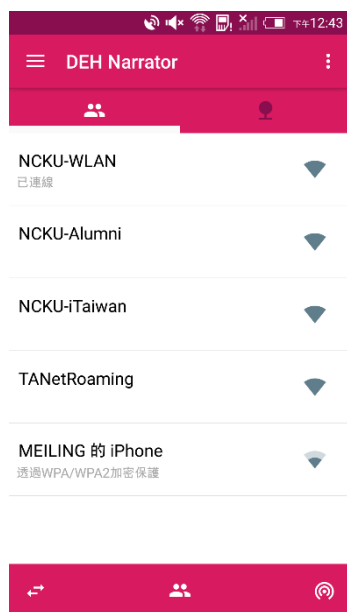 下午12:43
DEH Narrator
NCKU-WLAN
已連線
NCKU-Alumni
NCKU-iTaiwan
TANetRoaming
MEILING 的 iPhone
透過WPA/WPA2加密保護